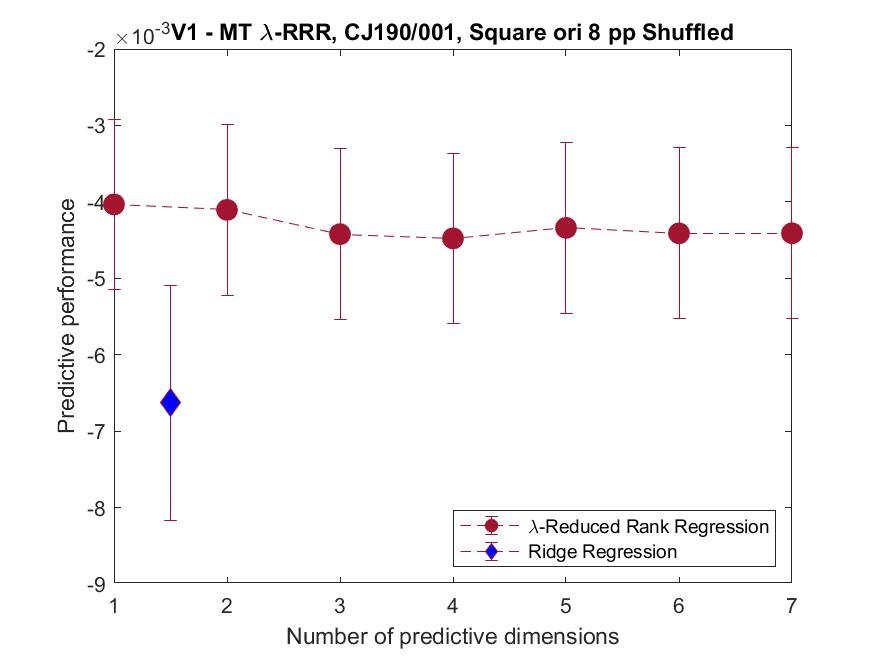 ×10-3
V1 - MT λ-RRR, CJ190/001, Square ori 8 pp Shuffled
Predictive performance
-2
-3
-4
-5
-6
-7
-8
-9
1 2 3 4 5 6 7
Number of predictive dimensions
λ-Reduced Rank Regression
Ridge Regression